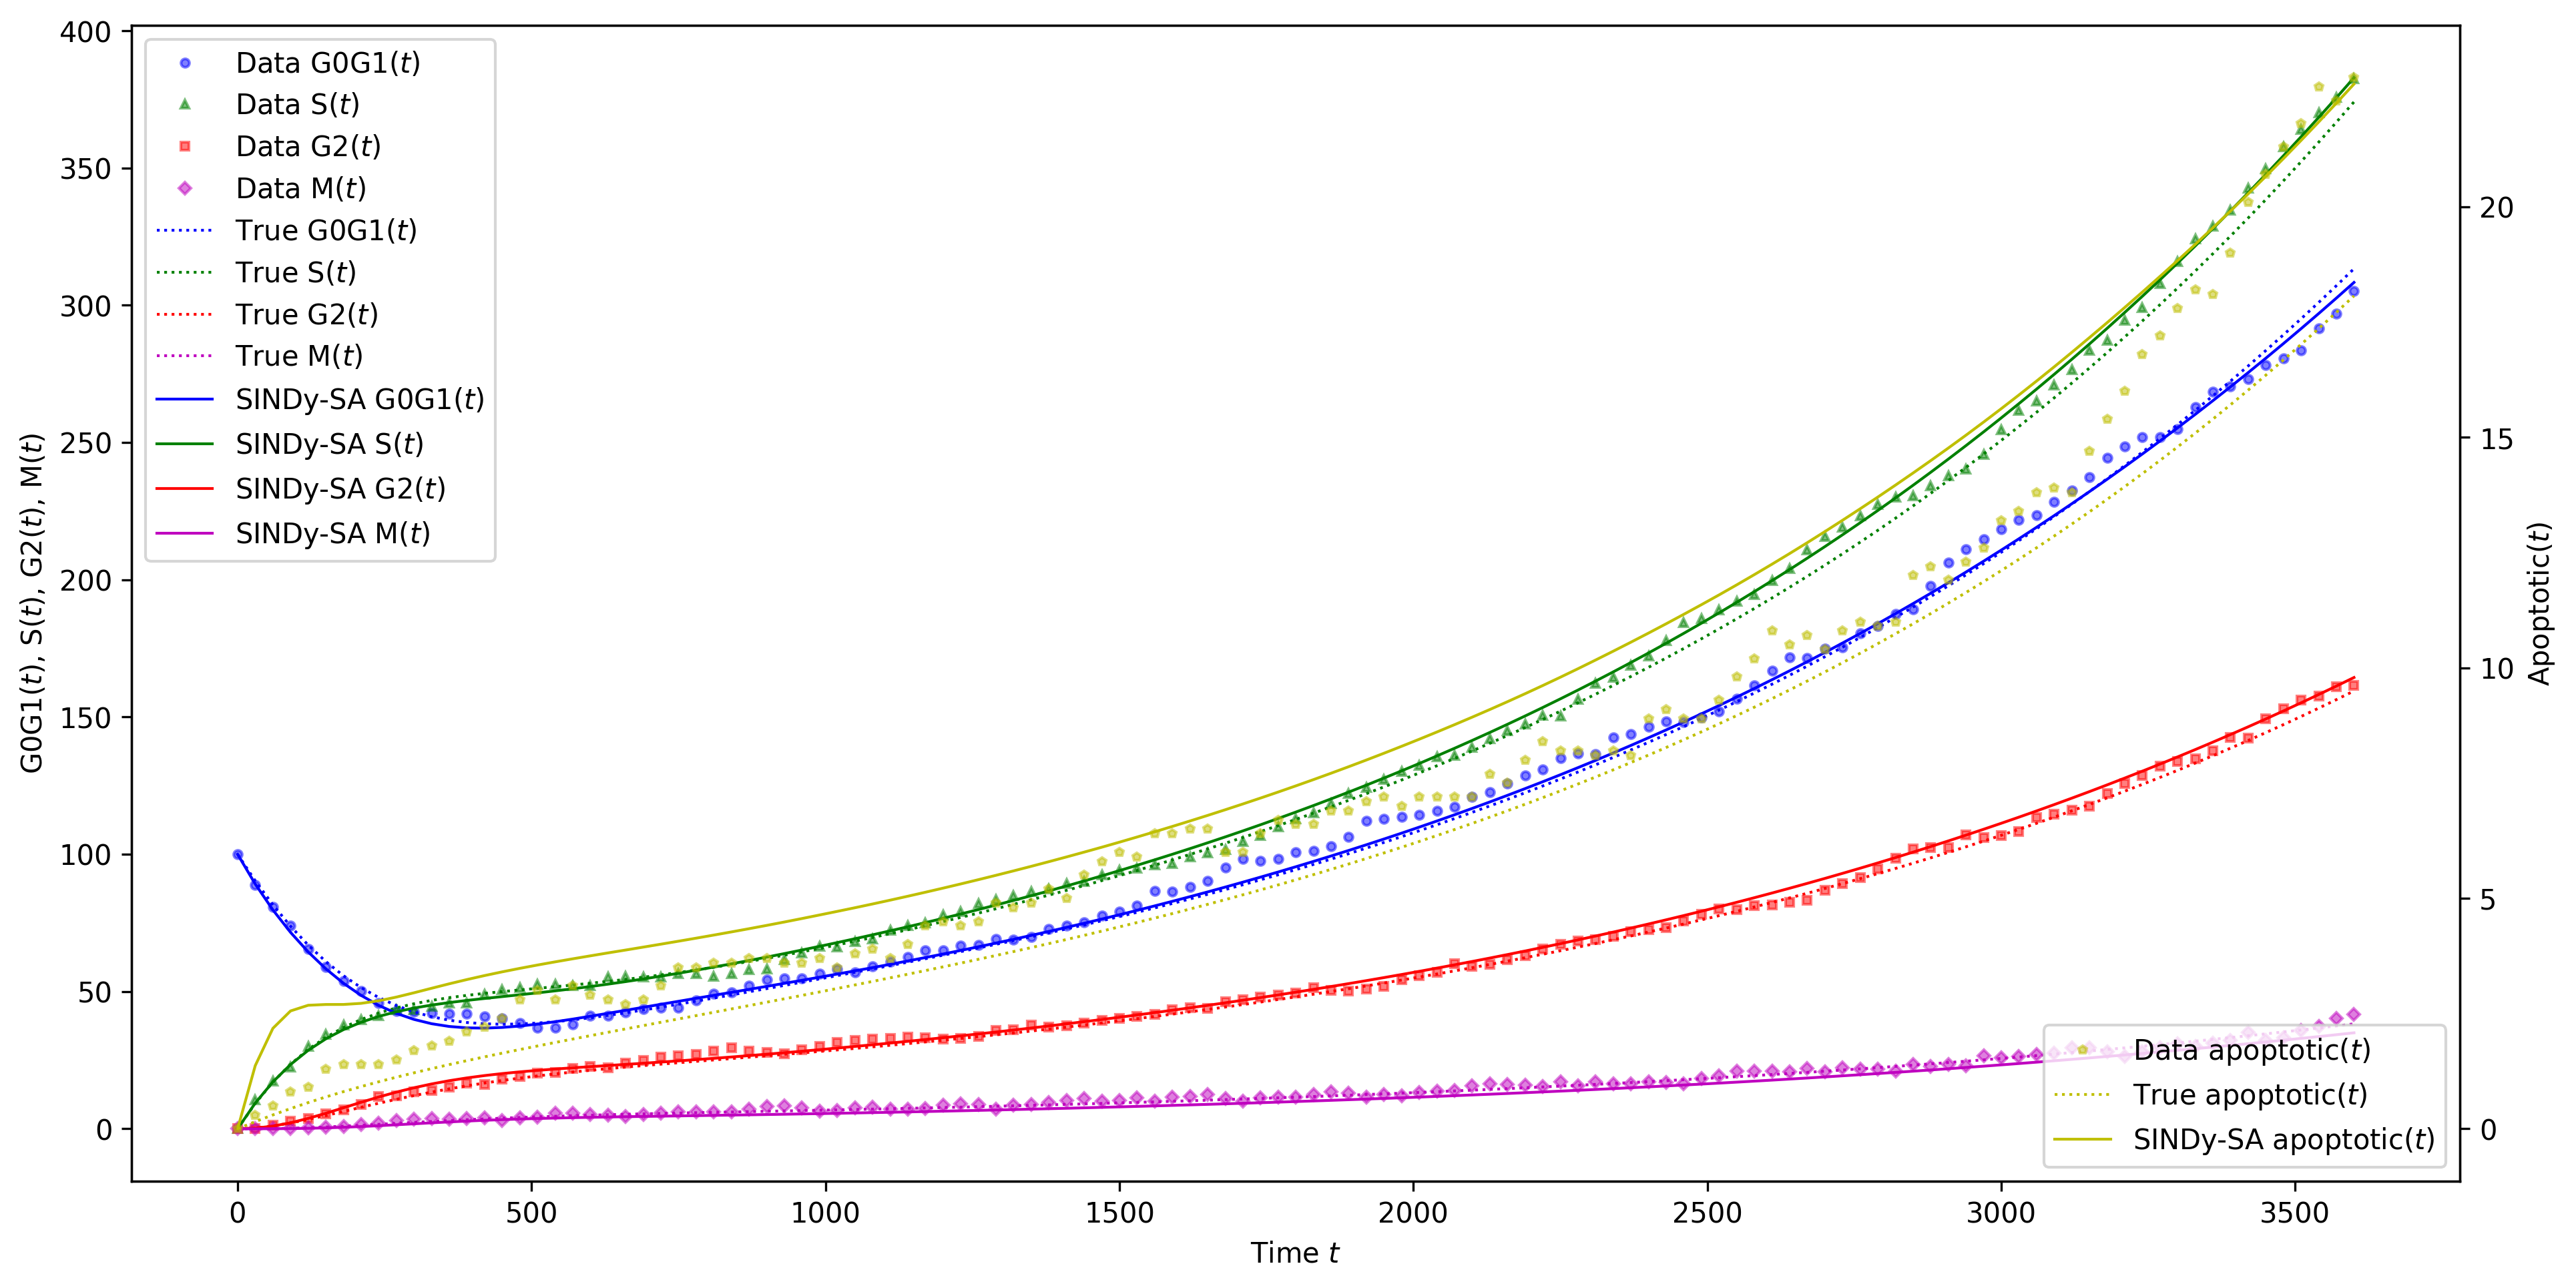 400
350
300
250
200
150
100
50
0
G0G1(t), S(t), G2(t), M(t)
Data G0G1(t)
Data S(t)
Data G2(t)
Data M(t)
True G0G1(t)
True S(t)
True G2(t)
True M(t)
SINDy-SA G0G1(t)
SINDy-SA S(t)
SINDy-SA G2(t)
SINDy-SA M(t)
20
15
10
5
0
Apoptotic(t)
Data apoptotic(t)
True apoptotic(t)
SINDy-SA apoptotic(t)
0 500 1000 1500 2000 2500 3000 3500
Time t